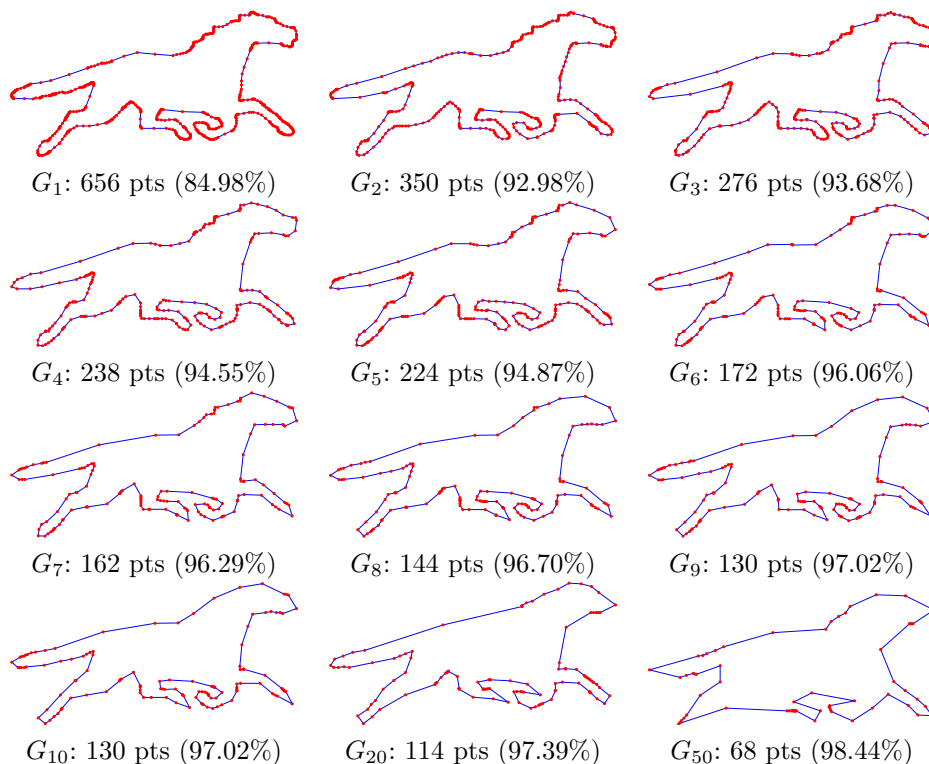 G₁: 656 pts (84.98%) G₂: 350 pts (92.98%) G₃: 276 pts (93.68%)
G₄: 238 pts (94.55%) G₅: 224 pts (94.87%) G₆: 172 pts (96.06%)
G₇: 162 pts (96.29%) G₈: 144 pts (96.70%) G₉: 130 pts (97.02%)
G₁₀: 130 pts (97.02%) G₂₀: 114 pts (97.39%) G₅₀: 68 pts (98.44%)